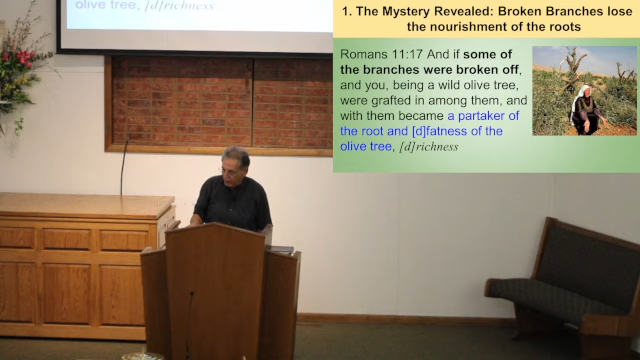 olive tree, [d]richness
1. The Mystery Revealed: Broken Branches lose
the nourishment of the roots
Romans 11:17 And if some of
the branches were broken off,
and you, being a wild olive tree,
were grafted in among them, and
with them became a partaker of
the root and [d]fatness of the
olive tree, [d]richness